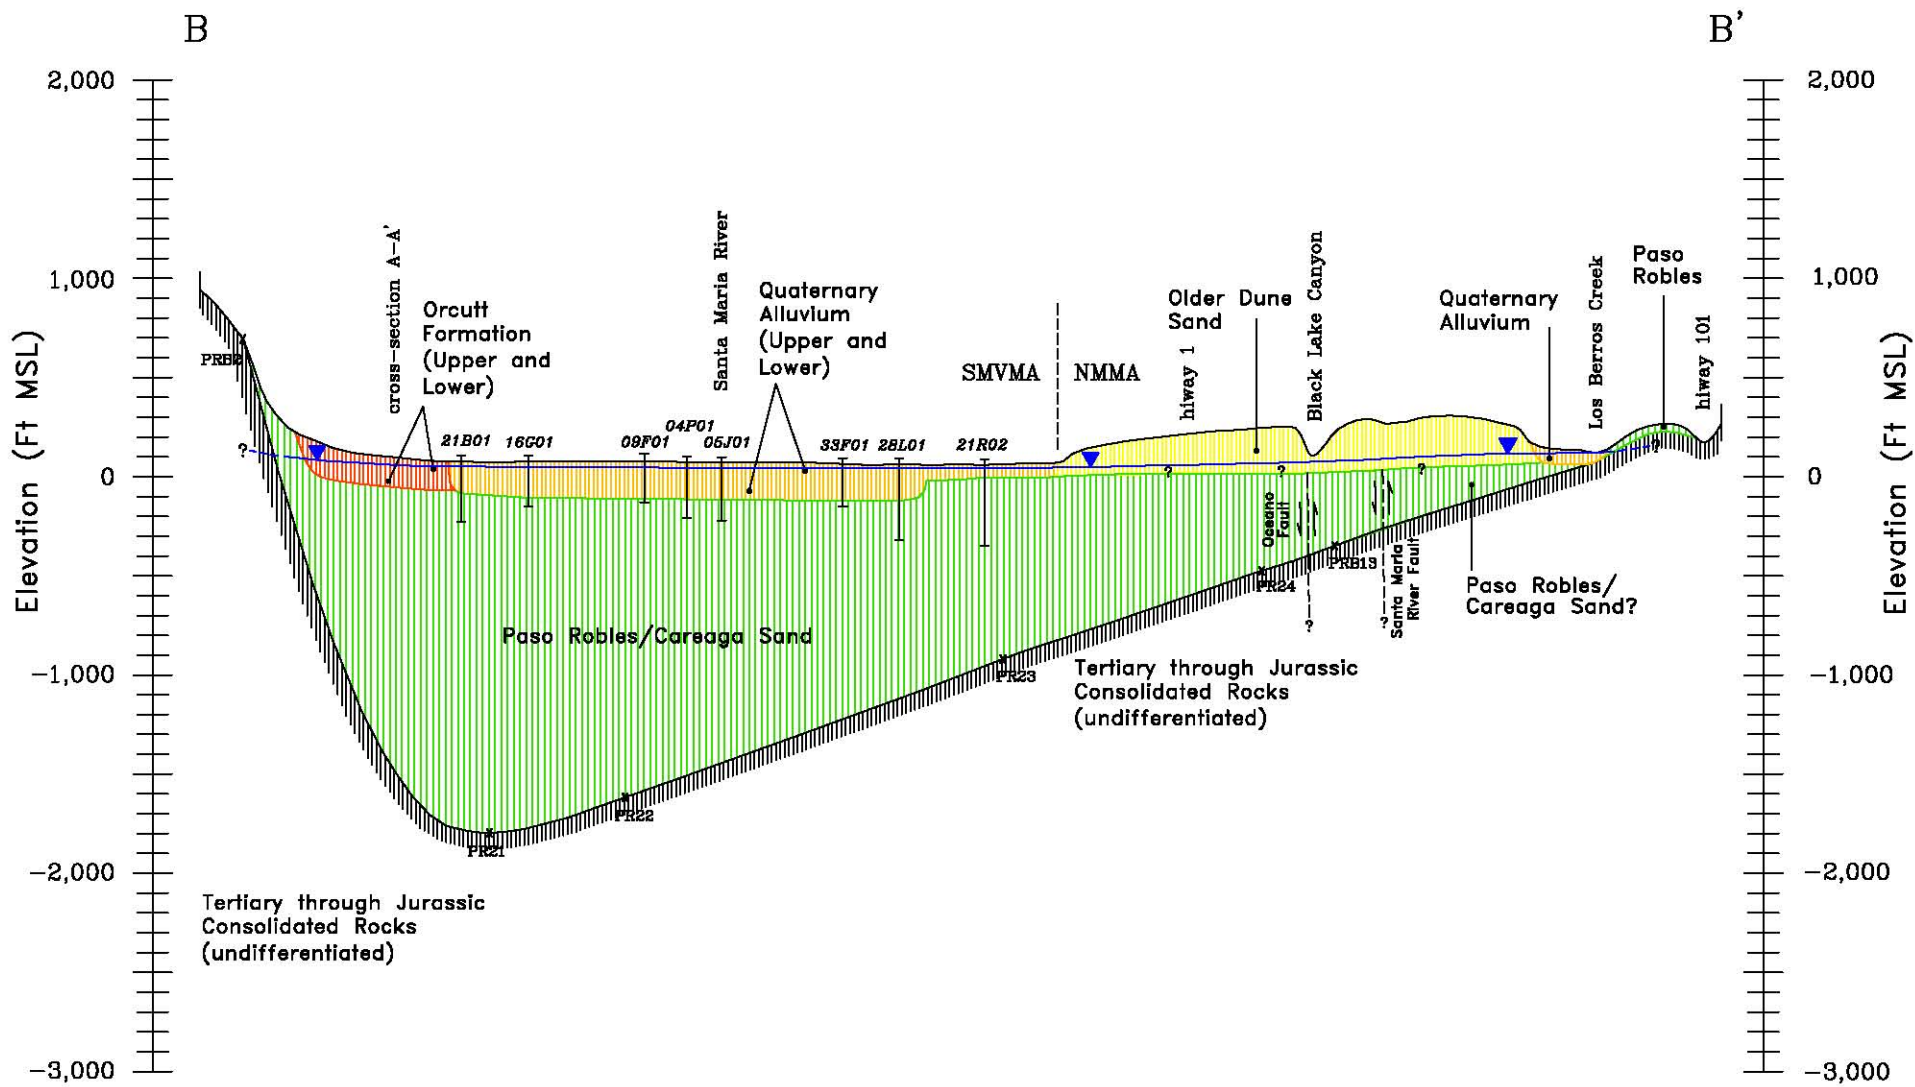 B
B'
2,000
2,000
1,000
1,000
0
0
-1,000
-1,000
-2,000
-2,000
-3,000
-3,000
Elevation (Ft MSL)
Elevation (Ft MSL)
cross-section A-A'
Orcutt
Formation
(Upper and
Lower)
Santa Maria River
Quaternary
Alluvium
(Upper and
Lower)
SMVMA
NMMA
Older Dune
Sand
hiway 1
Black Lake Canyon
Quaternary
Alluvium
Los Berros Creek
Paso
Robles
hiway 101
21B01
16G01
09F01
04P01
05J01
33F01
28L01
21R02
?
?
?
?
?
Oceano
Fault
Santa Maria
River Fault
?
?
PR21
PR22
PR23
PR24
PRB13
Paso Robles/Careaga Sand
Paso Robles/
Careaga Sand?
Tertiary through Jurassic
Consolidated Rocks
(undifferentiated)
Tertiary through Jurassic
Consolidated Rocks
(undifferentiated)